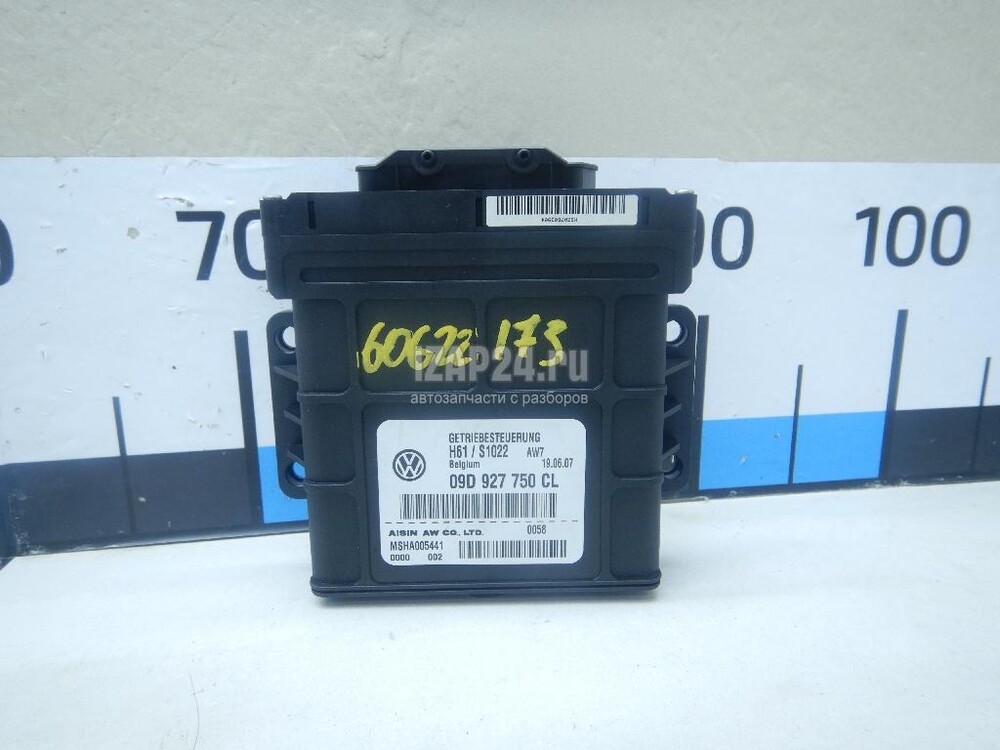 70
100
60622 173
iZAP24.ru
автозапчасти с разборов
GETRIEBESTEUERUNG
H61 / S1022 AW7
Belgium 19.06.07
09D 927 750 CL
AISIN AW CO., LTD. 0058
MSHA005441
0000 002